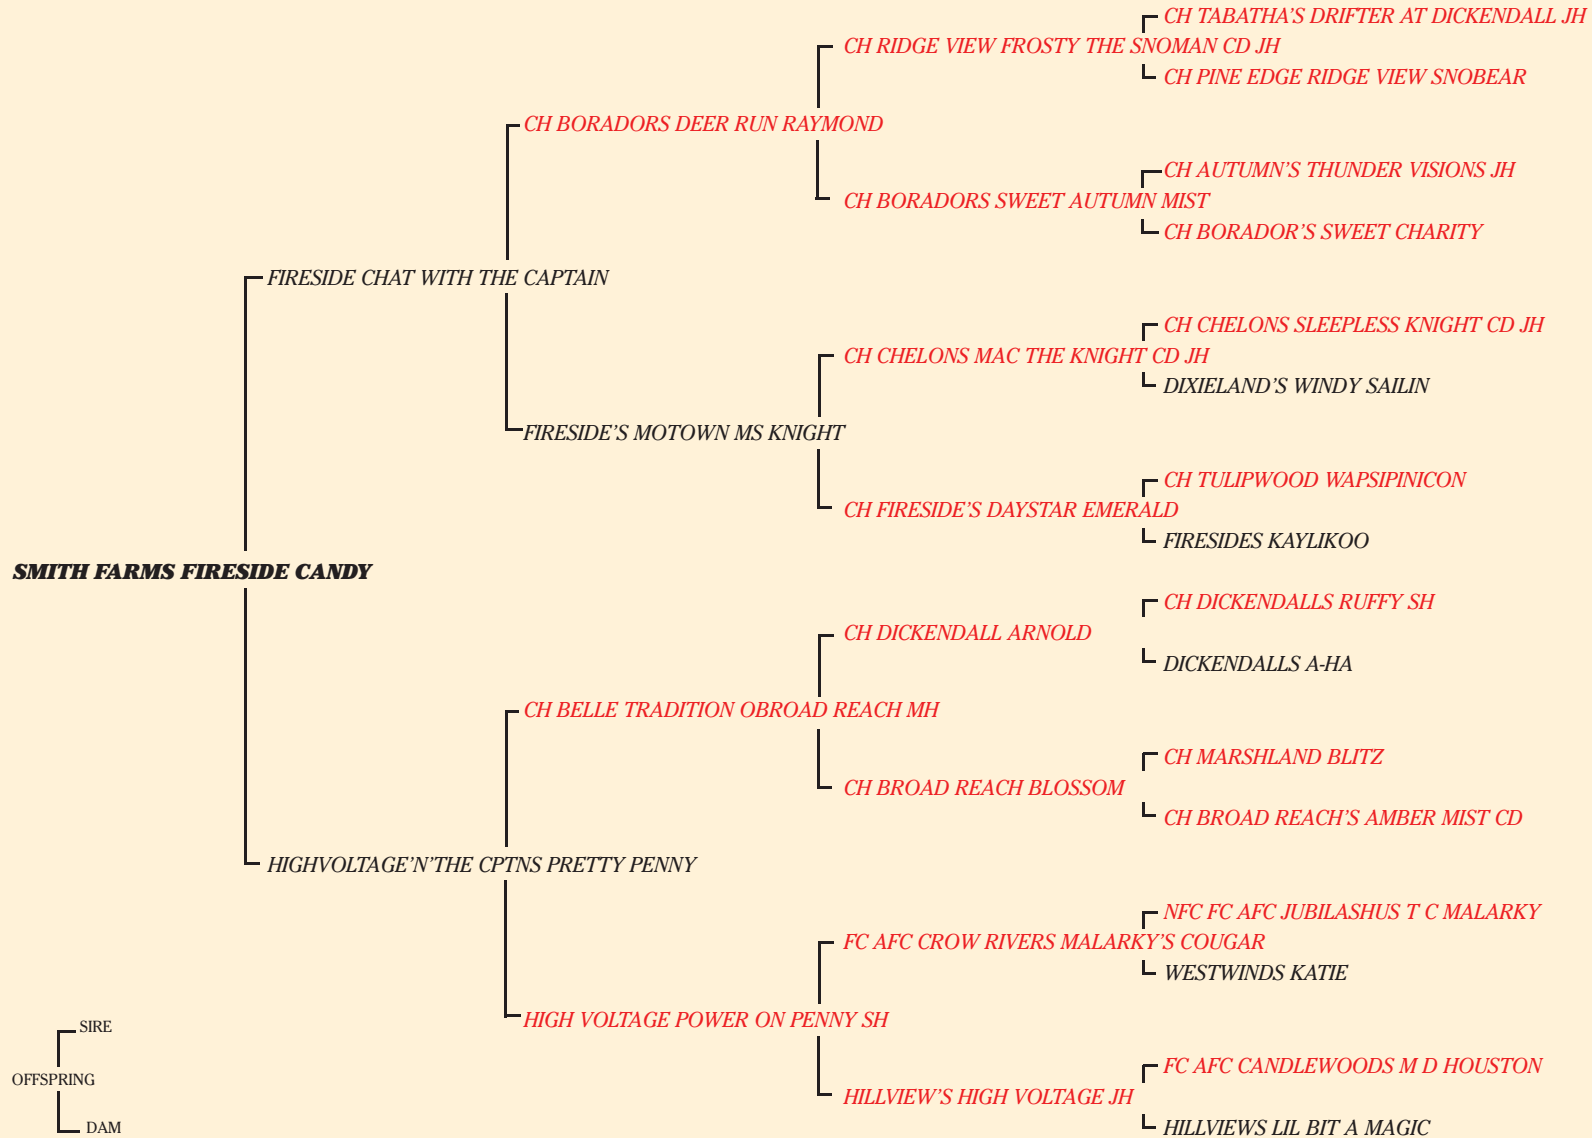 CH TABATHA'S DRIFTER AT DICKENDALL JH
CH RIDGE VIEW FROSTY THE SNOMAN CD JH
CH PINE EDGE RIDGE VIEW SNOBEAR
CH BORADORS DEER RUN RAYMOND
CH AUTUMN'S THUNDER VISIONS JH
CH BORADORS SWEET AUTUMN MIST
CH BORADOR'S SWEET CHARITY
FIRESIDE CHAT WITH THE CAPTAIN
CH CHELONS SLEEPLESS KNIGHT CD JH
CH CHELONS MAC THE KNIGHT CD JH
DIXIELAND'S WINDY SAILIN
FIRESIDE'S MOTOWN MS KNIGHT
CH TULIPWOOD WAPSIPINICON
CH FIRESIDE'S DAYSTAR EMERALD
FIRESIDES KAYLIKOO
SMITH FARMS FIRESIDE CANDY
CH DICKENDALLS RUFFY SH
CH DICKENDALL ARNOLD
DICKENDALLS A-HA
CH BELLE TRADITION OBROAD REACH MH
CH MARSHLAND BLITZ
CH BROAD REACH BLOSSOM
CH BROAD REACH'S AMBER MIST CD
HIGHVOLTAGE'N'THE CPTNS PRETTY PENNY
NFC FC AFC JUBILASHUS T C MALARKY
FC AFC CROW RIVERS MALARKY'S COUGAR
WESTWINDS KATIE
HIGH VOLTAGE POWER ON PENNY SH
FC AFC CANDLEWOODS M D HOUSTON
HILLVIEW'S HIGH VOLTAGE JH
HILLVIEWS LIL BIT A MAGIC
SIRE
OFFSPRING
DAM